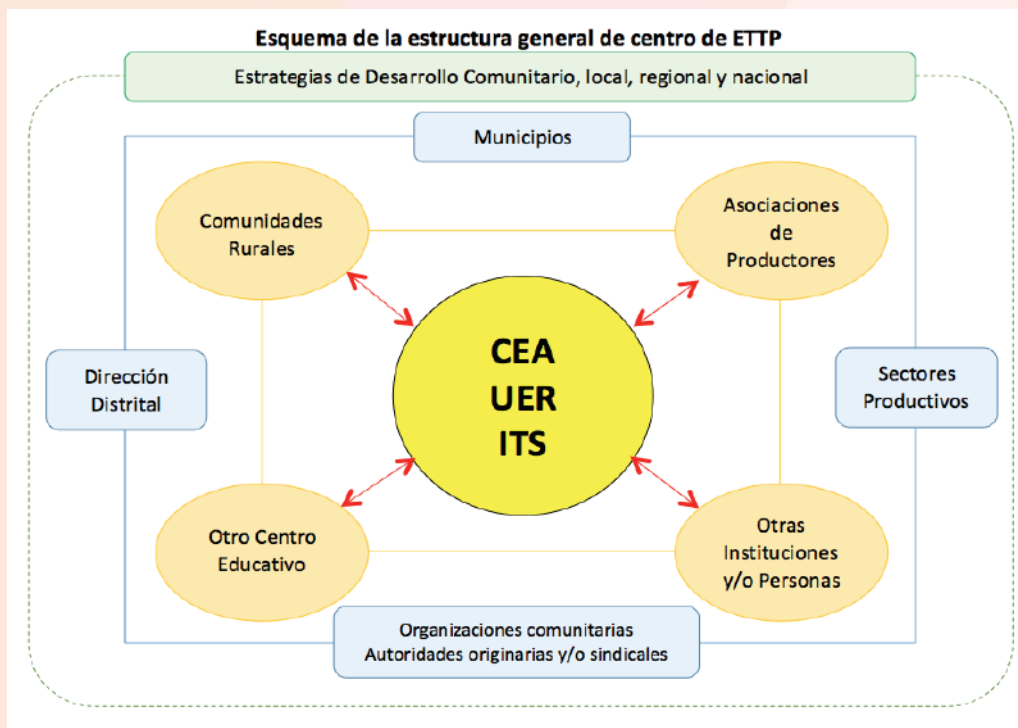 Esquema de la estructura general de centro de ETTP
Estrategias de Desarrollo Comunitario, local, regional y nacional
Municipios
Comunidades
Rurales
Asociaciones
de
Productores
CEA
UER
ITS
Dirección
Distrital
Sectores
Productivos
Otro Centro
Educativo
Otras
Instituciones
y/o Personas
Organizaciones comunitarias
Autoridades originarias y/o sindicales